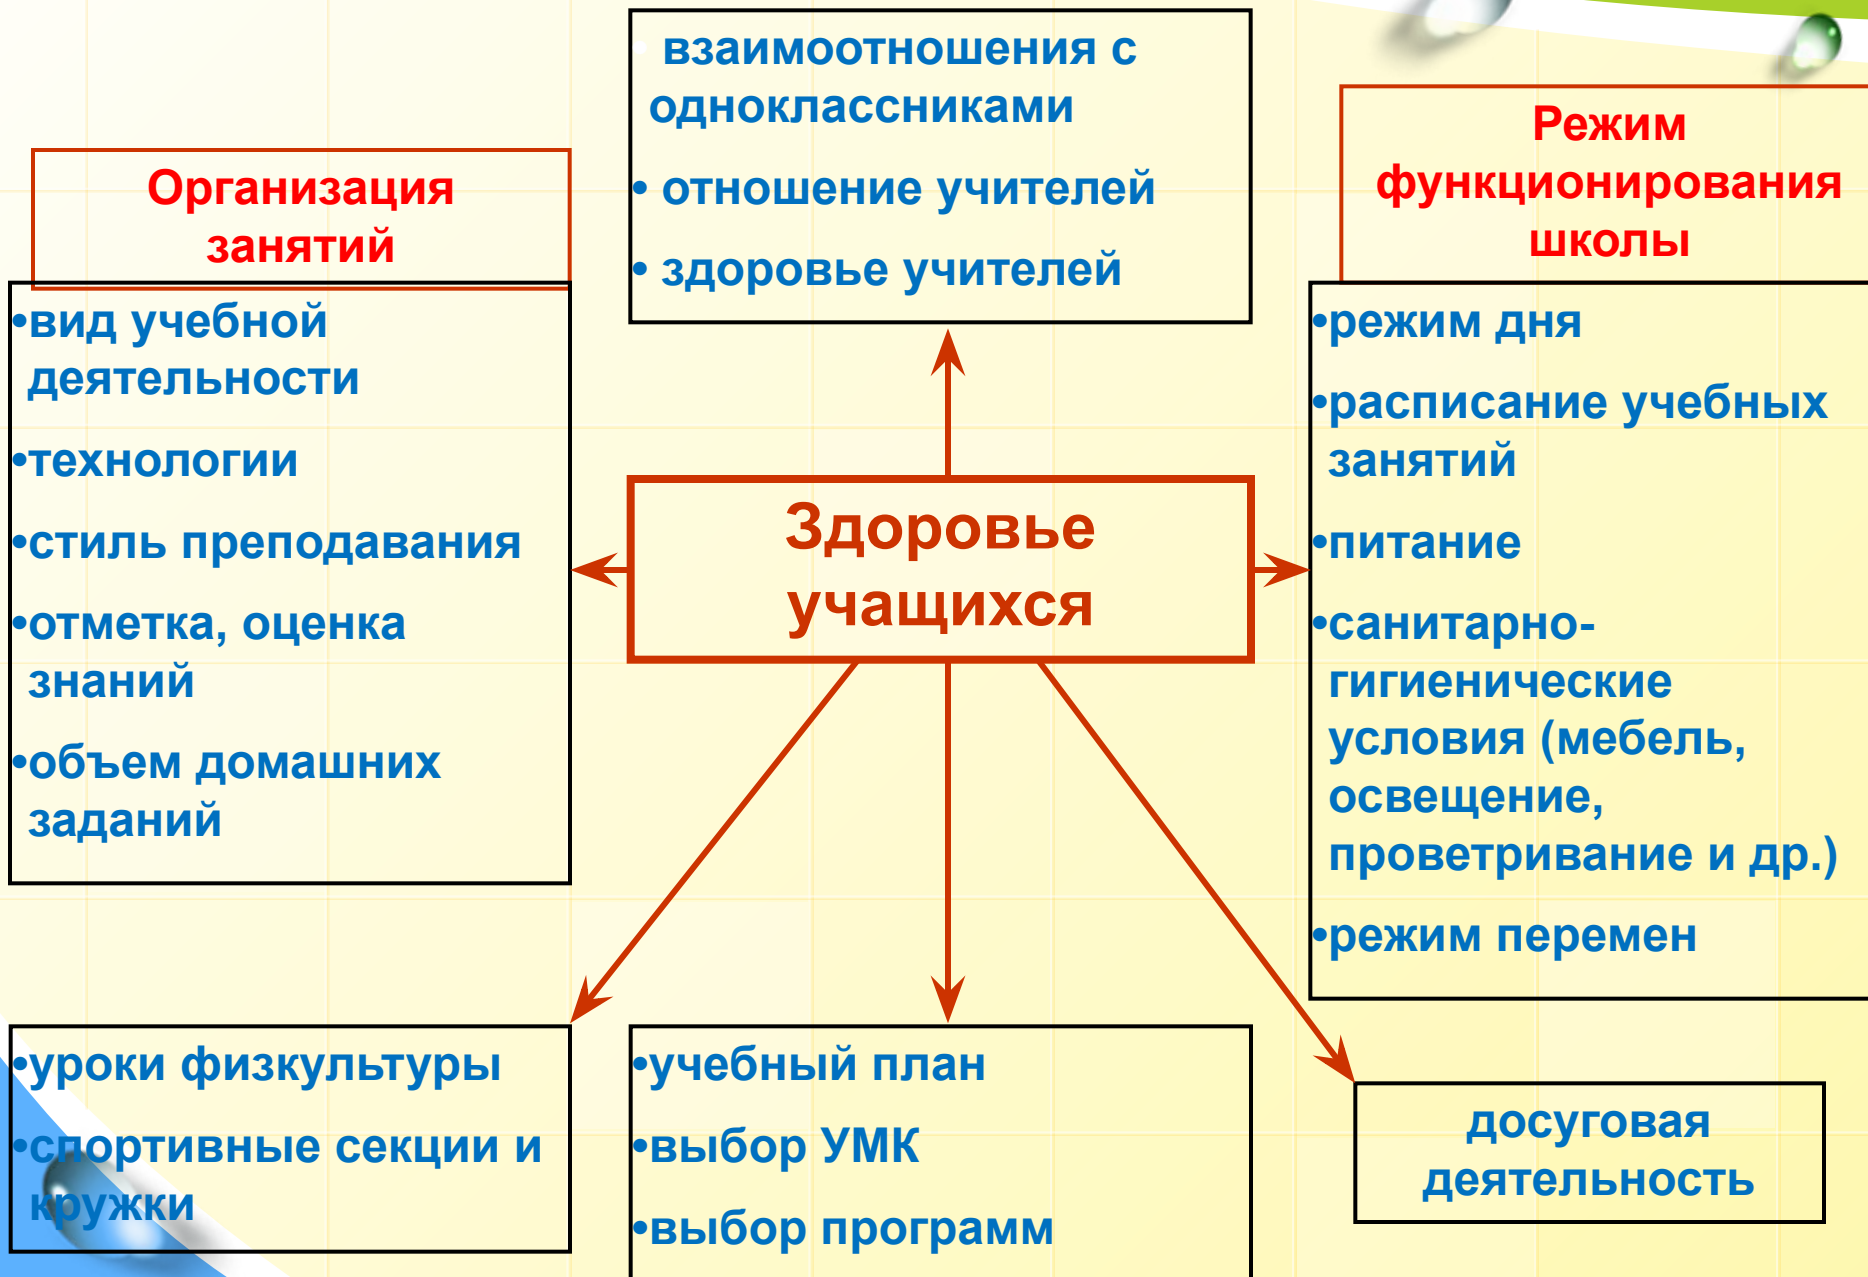 взаимоотношения с
одноклассниками
• отношение учителей
• здоровье учителей
Организация
занятий
•вид учебной
деятельности
•технологии
•стиль преподавания
•отметка, оценка
знаний
•объем домашних
заданий
Режим
функционирования
школы
•режим дня
•расписание учебных
занятий
•питание
•санитарно-
гигиенические
условия (мебель,
освещение,
проветривание и др.)
•режим перемен
Здоровье
учащихся
•уроки физкультуры
•спортивные секции и
кружки
•учебный план
•выбор УМК
•выбор программ
досуговая
деятельность